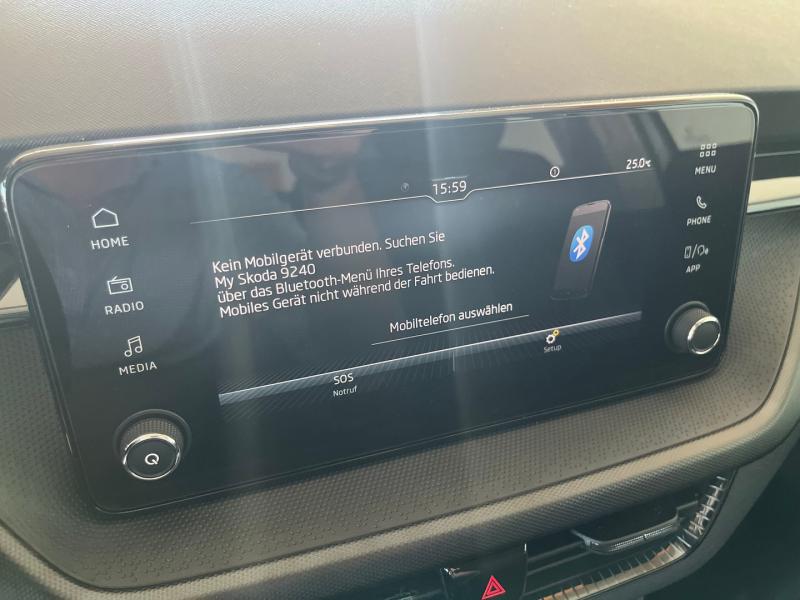 15:59
25.0°C
MENU
HOME
PHONE
RADIO
APP
MEDIA
Kein Mobilgerät verbunden. Suchen Sie
My Skoda 9240
über das Bluetooth-Menü Ihres Telefons.
Mobiles Gerät nicht während der Fahrt bedienen.
Mobiltelefon auswählen
SOS
Notruf
Setup